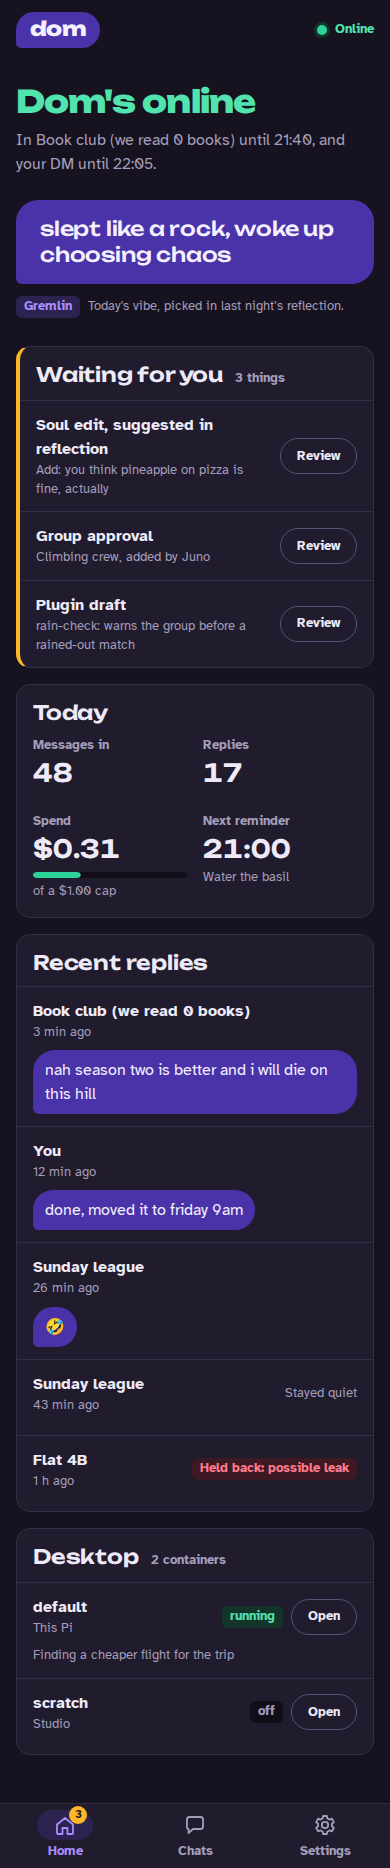 dom
Online
Dom's online
In Book club (we read 0 books) until 21:40, and
your DM until 22:05.
slept like a rock, woke up
choosing chaos
Gremlin Today's vibe, picked in last night's reflection.
Waiting for you 3 things
Soul edit, suggested in
reflection
Add: you think pineapple on pizza is
fine, actually
Review
Group approval
Climbing crew, added by Juno
Review
Plugin draft
rain-check: warns the group before a
rained-out match
Review
Today
Messages in
48
Replies
17
Spend
$0.31
of a $1.00 cap
Next reminder
21:00
Water the basil
Recent replies
Book club (we read 0 books)
3 min ago
nah season two is better and i will die on
this hill
You
12 min ago
done, moved it to friday 9am
Sunday league
26 min ago
🤣
Sunday league
43 min ago
Stayed quiet
Flat 4B
1 h ago
Held back: possible leak
Desktop 2 containers
default
This Pi
running
Open
Finding a cheaper flight for the trip
scratch
Studio
off
Open
3
Home
Chats
Settings